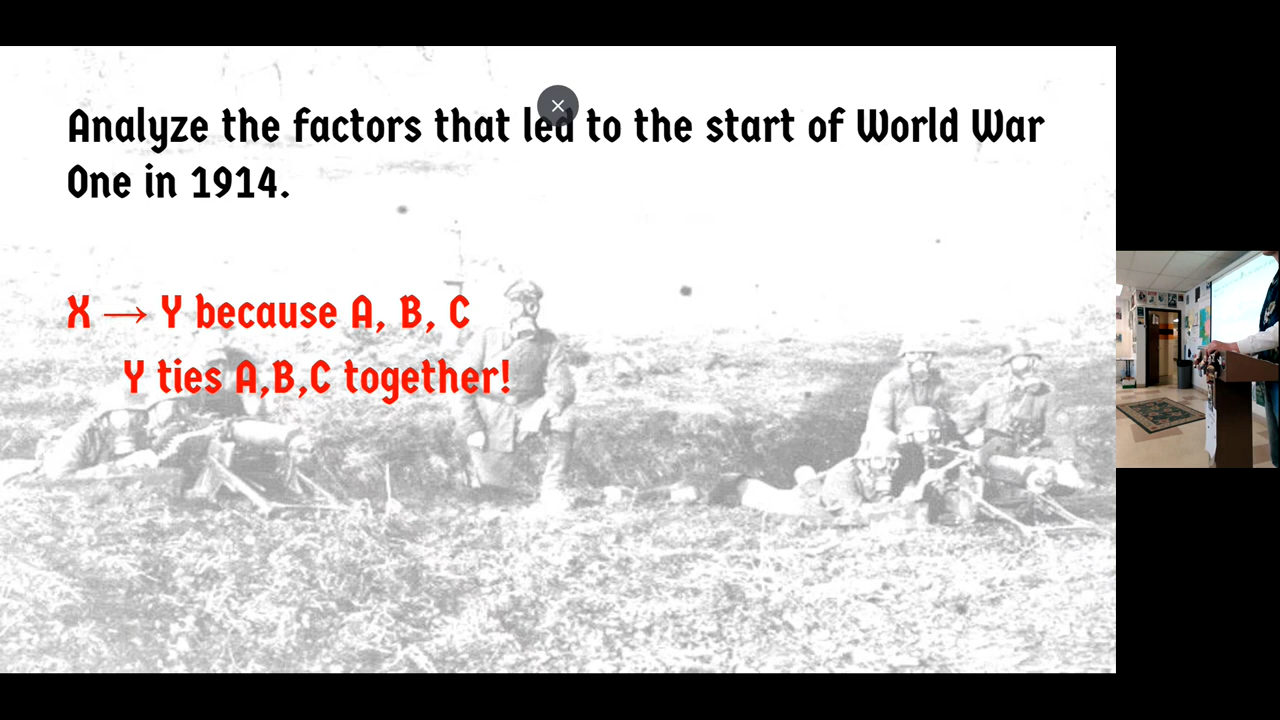 Analyze the factors that led to the start of World War
One in 1914.
X → Y because A, B, C
Y ties A,B,C together!